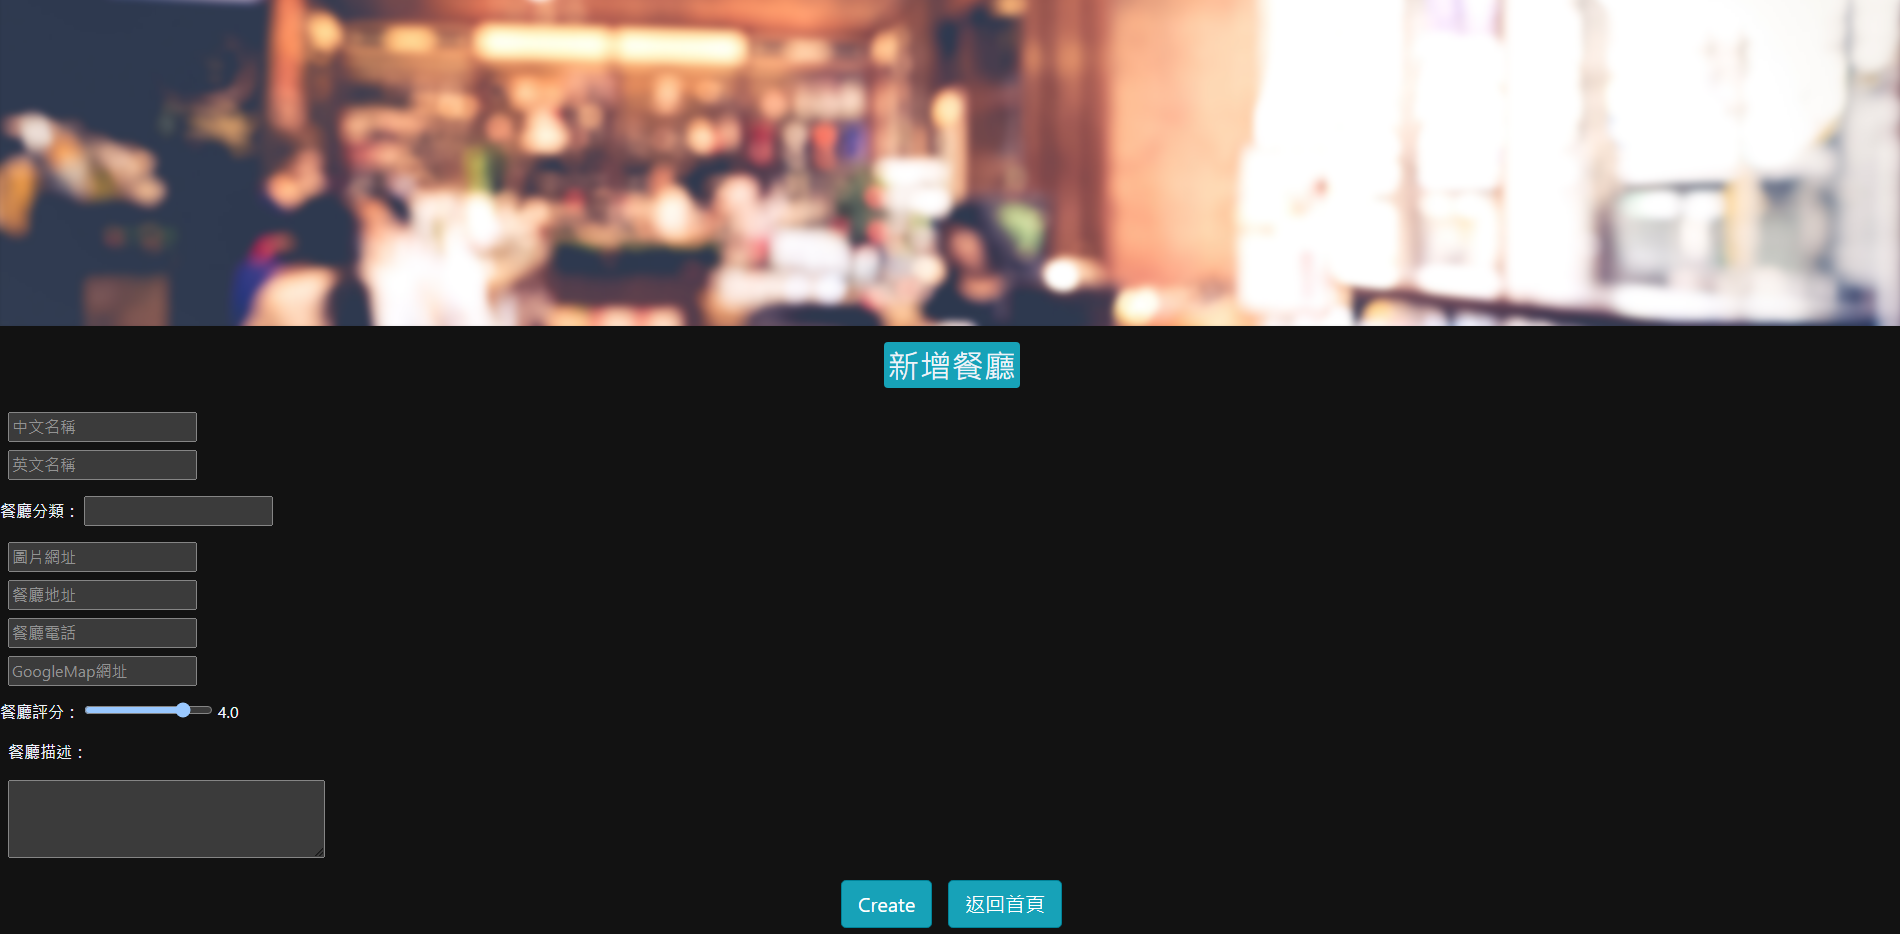 新增餐廳
中文名稱
英文名稱
餐廳分類：
圖片網址
餐廳地址
餐廳電話
GoogleMap網址
餐廳評分： 4.0
餐廳描述：
Create 返回首頁